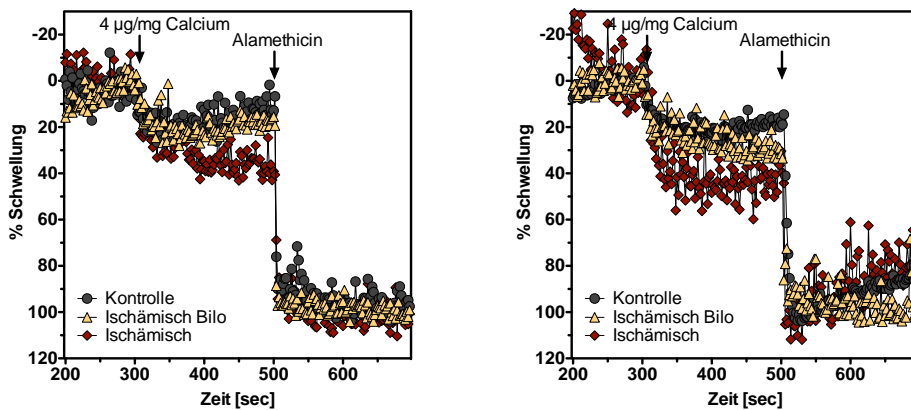 4 µg/mg Calcium
Alamethicin
-20
0
20
40
60
80
100
120
% Schwellung
Kontrolle
Ischämisch Bilo
Ischämisch
200 300 400 500 600
Zeit [sec]
4 µg/mg Calcium
Alamethicin
-20
0
20
40
60
80
100
120
% Schwellung
Kontrolle
Ischämisch Bilo
Ischämisch
200 300 400 500 600
Zeit [sec]